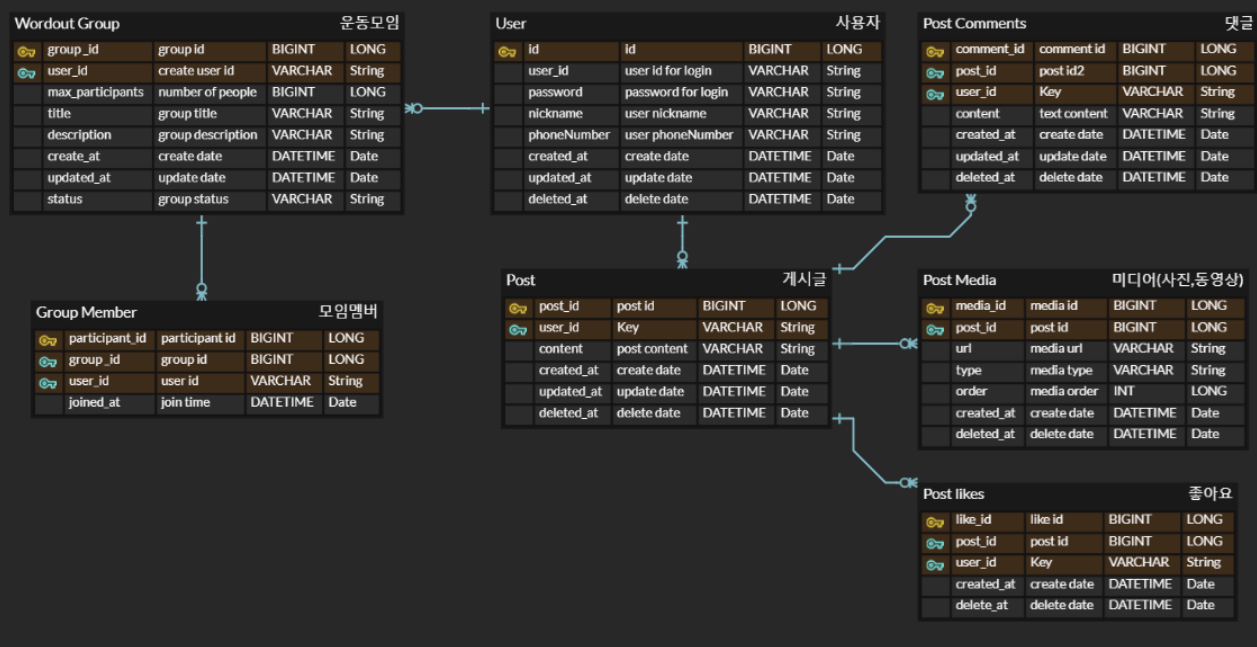 Wordout Group 운동모임
group_id group id BIGINT LONG
user_id create user id VARCHAR String
max_participants number of people BIGINT LONG
title group title VARCHAR String
description group description VARCHAR String
create_at create date DATETIME Date
updated_at update date DATETIME Date
status group status VARCHAR String
User 사용자
id id BIGINT LONG
user_id user id for login VARCHAR String
password password for login VARCHAR String
nickname user nickname VARCHAR String
phoneNumber user phoneNumber VARCHAR String
created_at create date DATETIME Date
updated_at update date DATETIME Date
deleted_at delete date DATETIME Date
Post Comments 댓글
comment_id comment id BIGINT LONG
post_id post id2 BIGINT LONG
user_id Key VARCHAR String
content text content VARCHAR String
created_at create date DATETIME Date
updated_at update date DATETIME Date
deleted_at delete date DATETIME Date
Group Member 모임멤버
participant_id participant id BIGINT LONG
group_id group id BIGINT LONG
user_id user id VARCHAR String
joined_at join time DATETIME Date
Post 게시글
post_id post id BIGINT LONG
user_id Key VARCHAR String
content post content VARCHAR String
created_at create date DATETIME Date
updated_at update date DATETIME Date
deleted_at delete date DATETIME Date
Post Media 미디어(사진,동영상)
media_id media id BIGINT LONG
post_id post id BIGINT LONG
url media url VARCHAR String
type media type VARCHAR String
order media order INT LONG
created_at create date DATETIME Date
deleted_at delete date DATETIME Date
Post likes 좋아요
like_id like id BIGINT LONG
post_id post id BIGINT LONG
user_id Key VARCHAR String
created_at create date DATETIME Date
delete_at delete date DATETIME Date